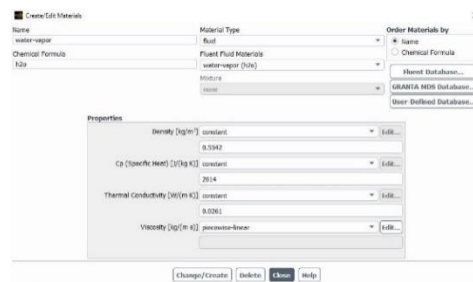 Create/Edit Materials
Name
water-vapor
Material Type
fluid
Order Materials by
Name
Chemical Formula
Chemical Formula
h2o
Fluent Fluid Materials
water-vapor (h2o)
Mixture
none
Fluent Database...
GRANTA MDS Database...
User-Defined Database...
Properties
Density [kg/m³] constant
Edit...
0.5542
Cp (Specific Heat) [J/(kg K)] constant
Edit...
2014
Thermal Conductivity [W/(m K)] constant
Edit...
0.0261
Viscosity [kg/(m s)] piecewise-linear
Edit...
Change/Create Delete Close Help